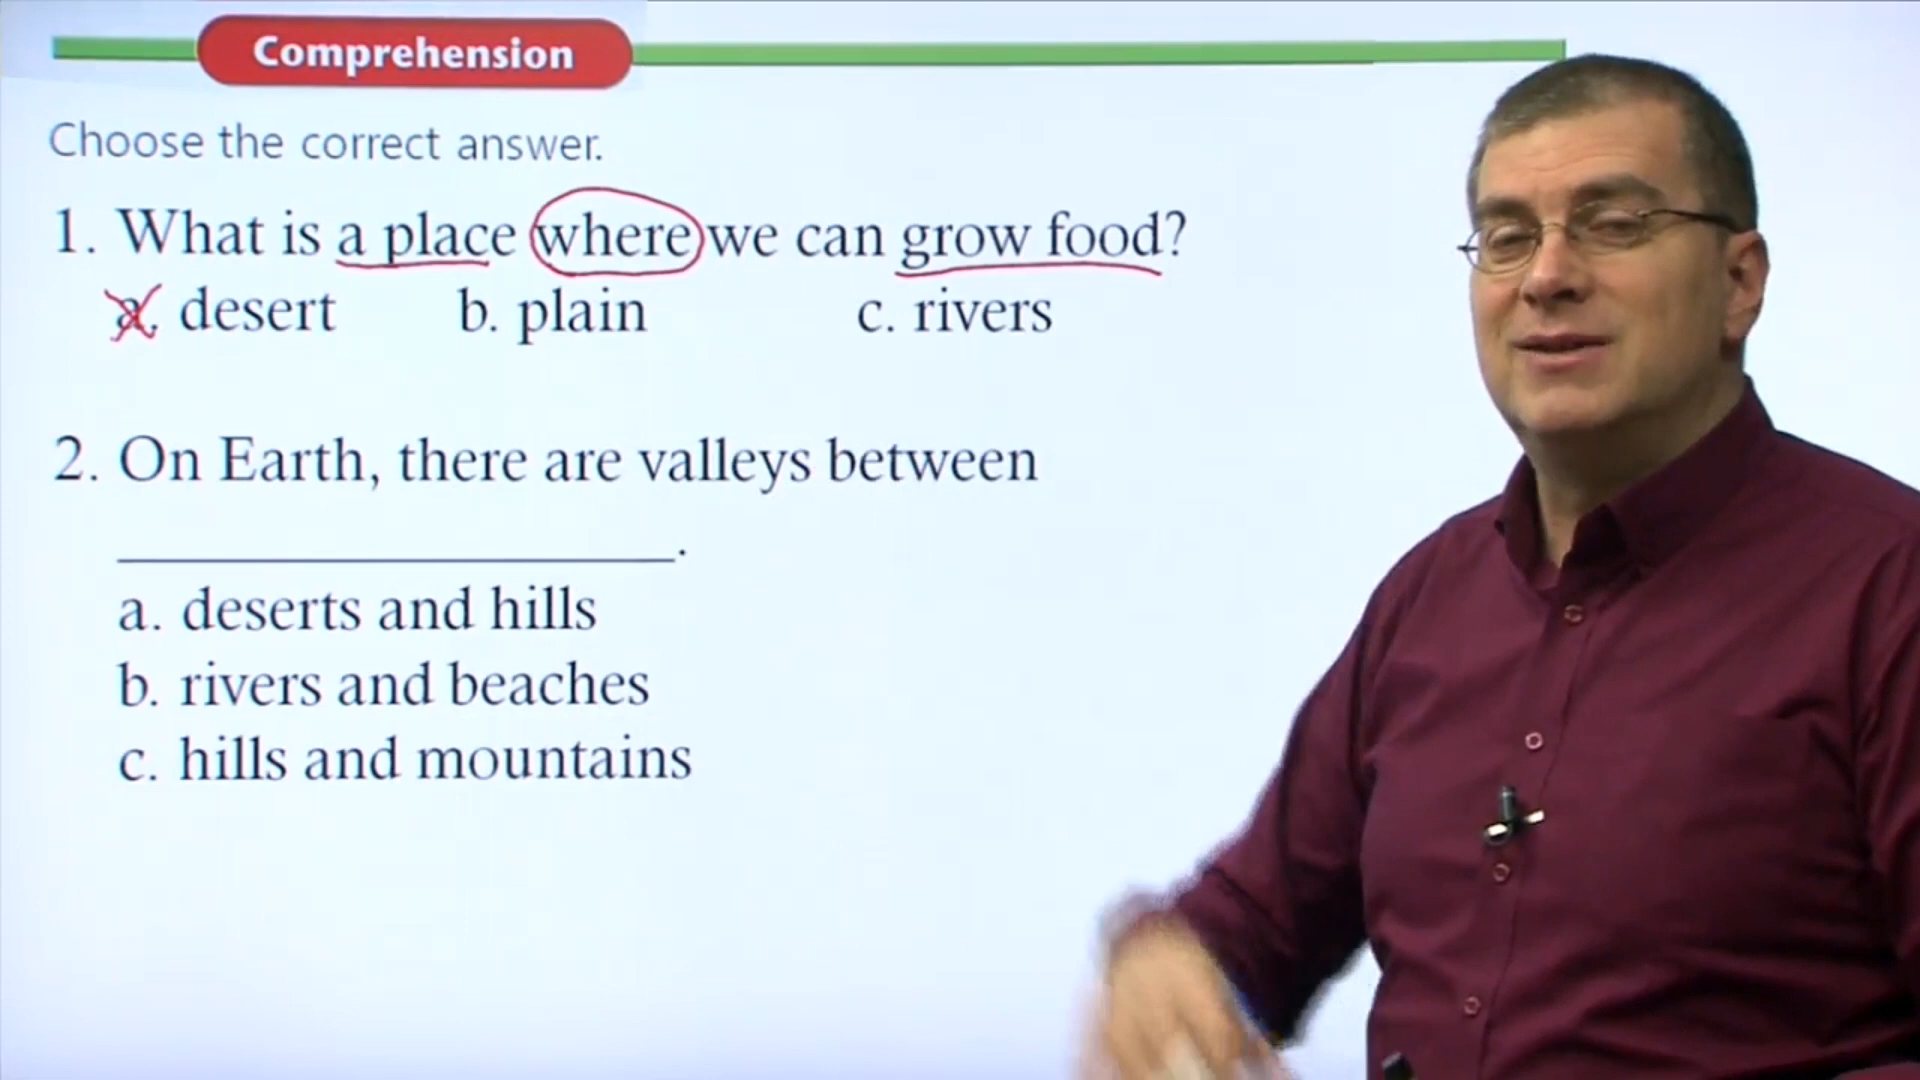 Comprehension
Choose the correct answer.
1. What is a place where we can grow food?
a. desert b. plain c. rivers
2. On Earth, there are valleys between
____________________.
a. deserts and hills
b. rivers and beaches
c. hills and mountains